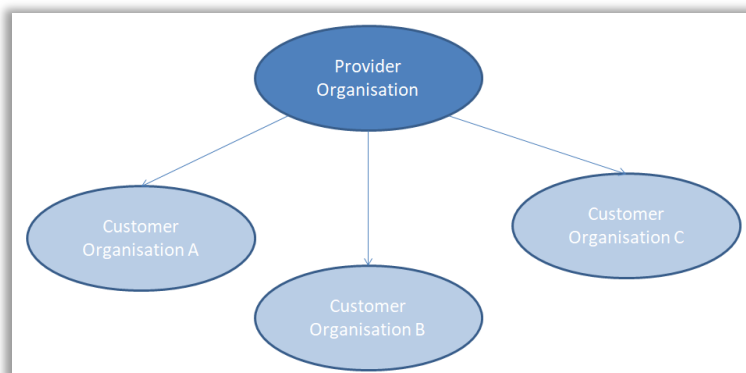 Provider
Organisation
Customer
Organisation A
Customer
Organisation C
Customer
Organisation B